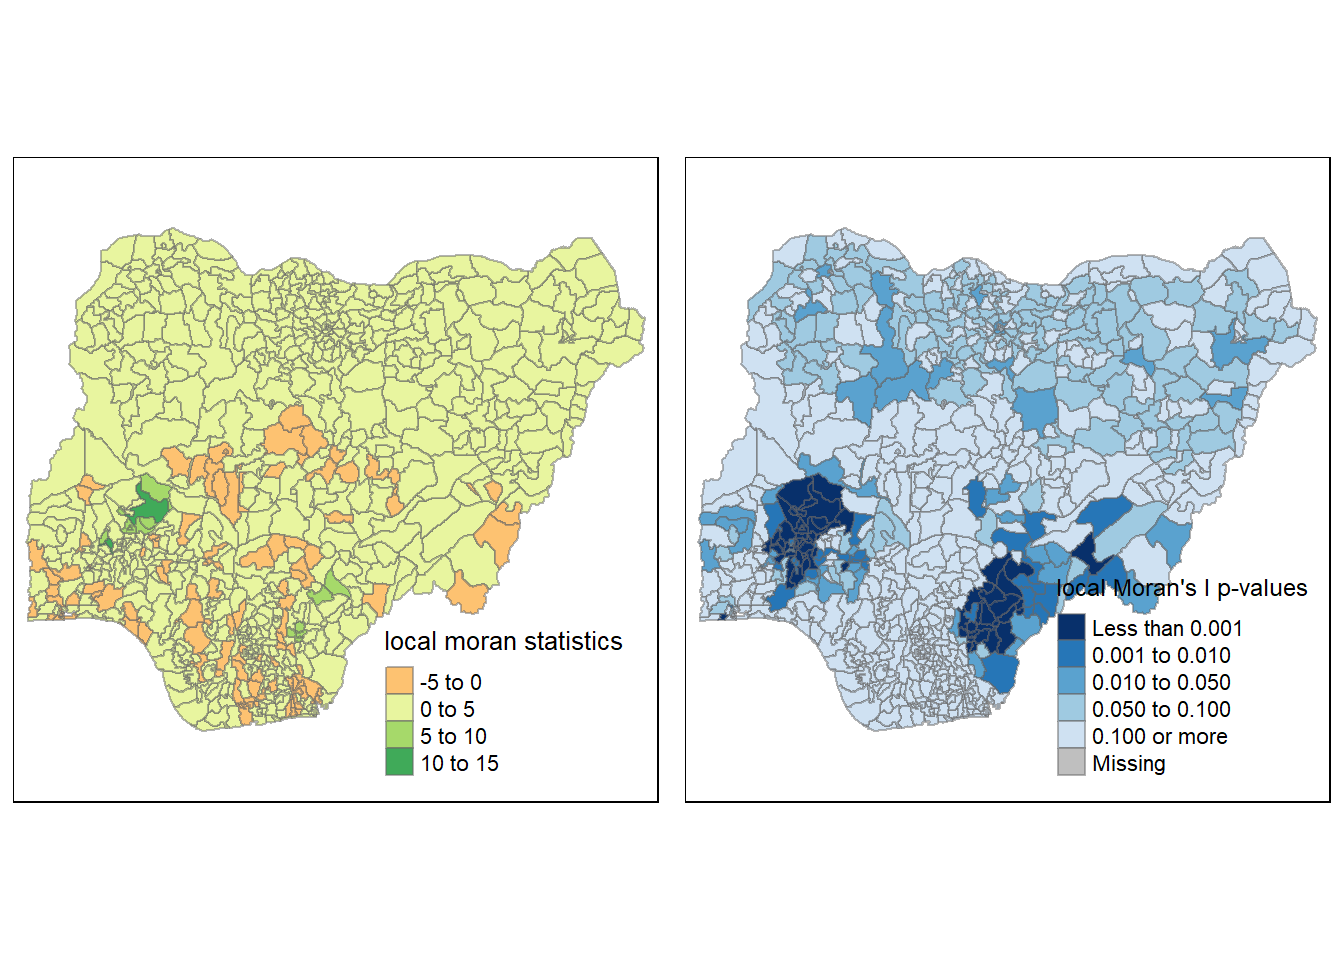 local moran statistics
-5 to 0
0 to 5
5 to 10
10 to 15
local Moran's I p-values
Less than 0.001
0.001 to 0.010
0.010 to 0.050
0.050 to 0.100
0.100 or more
Missing